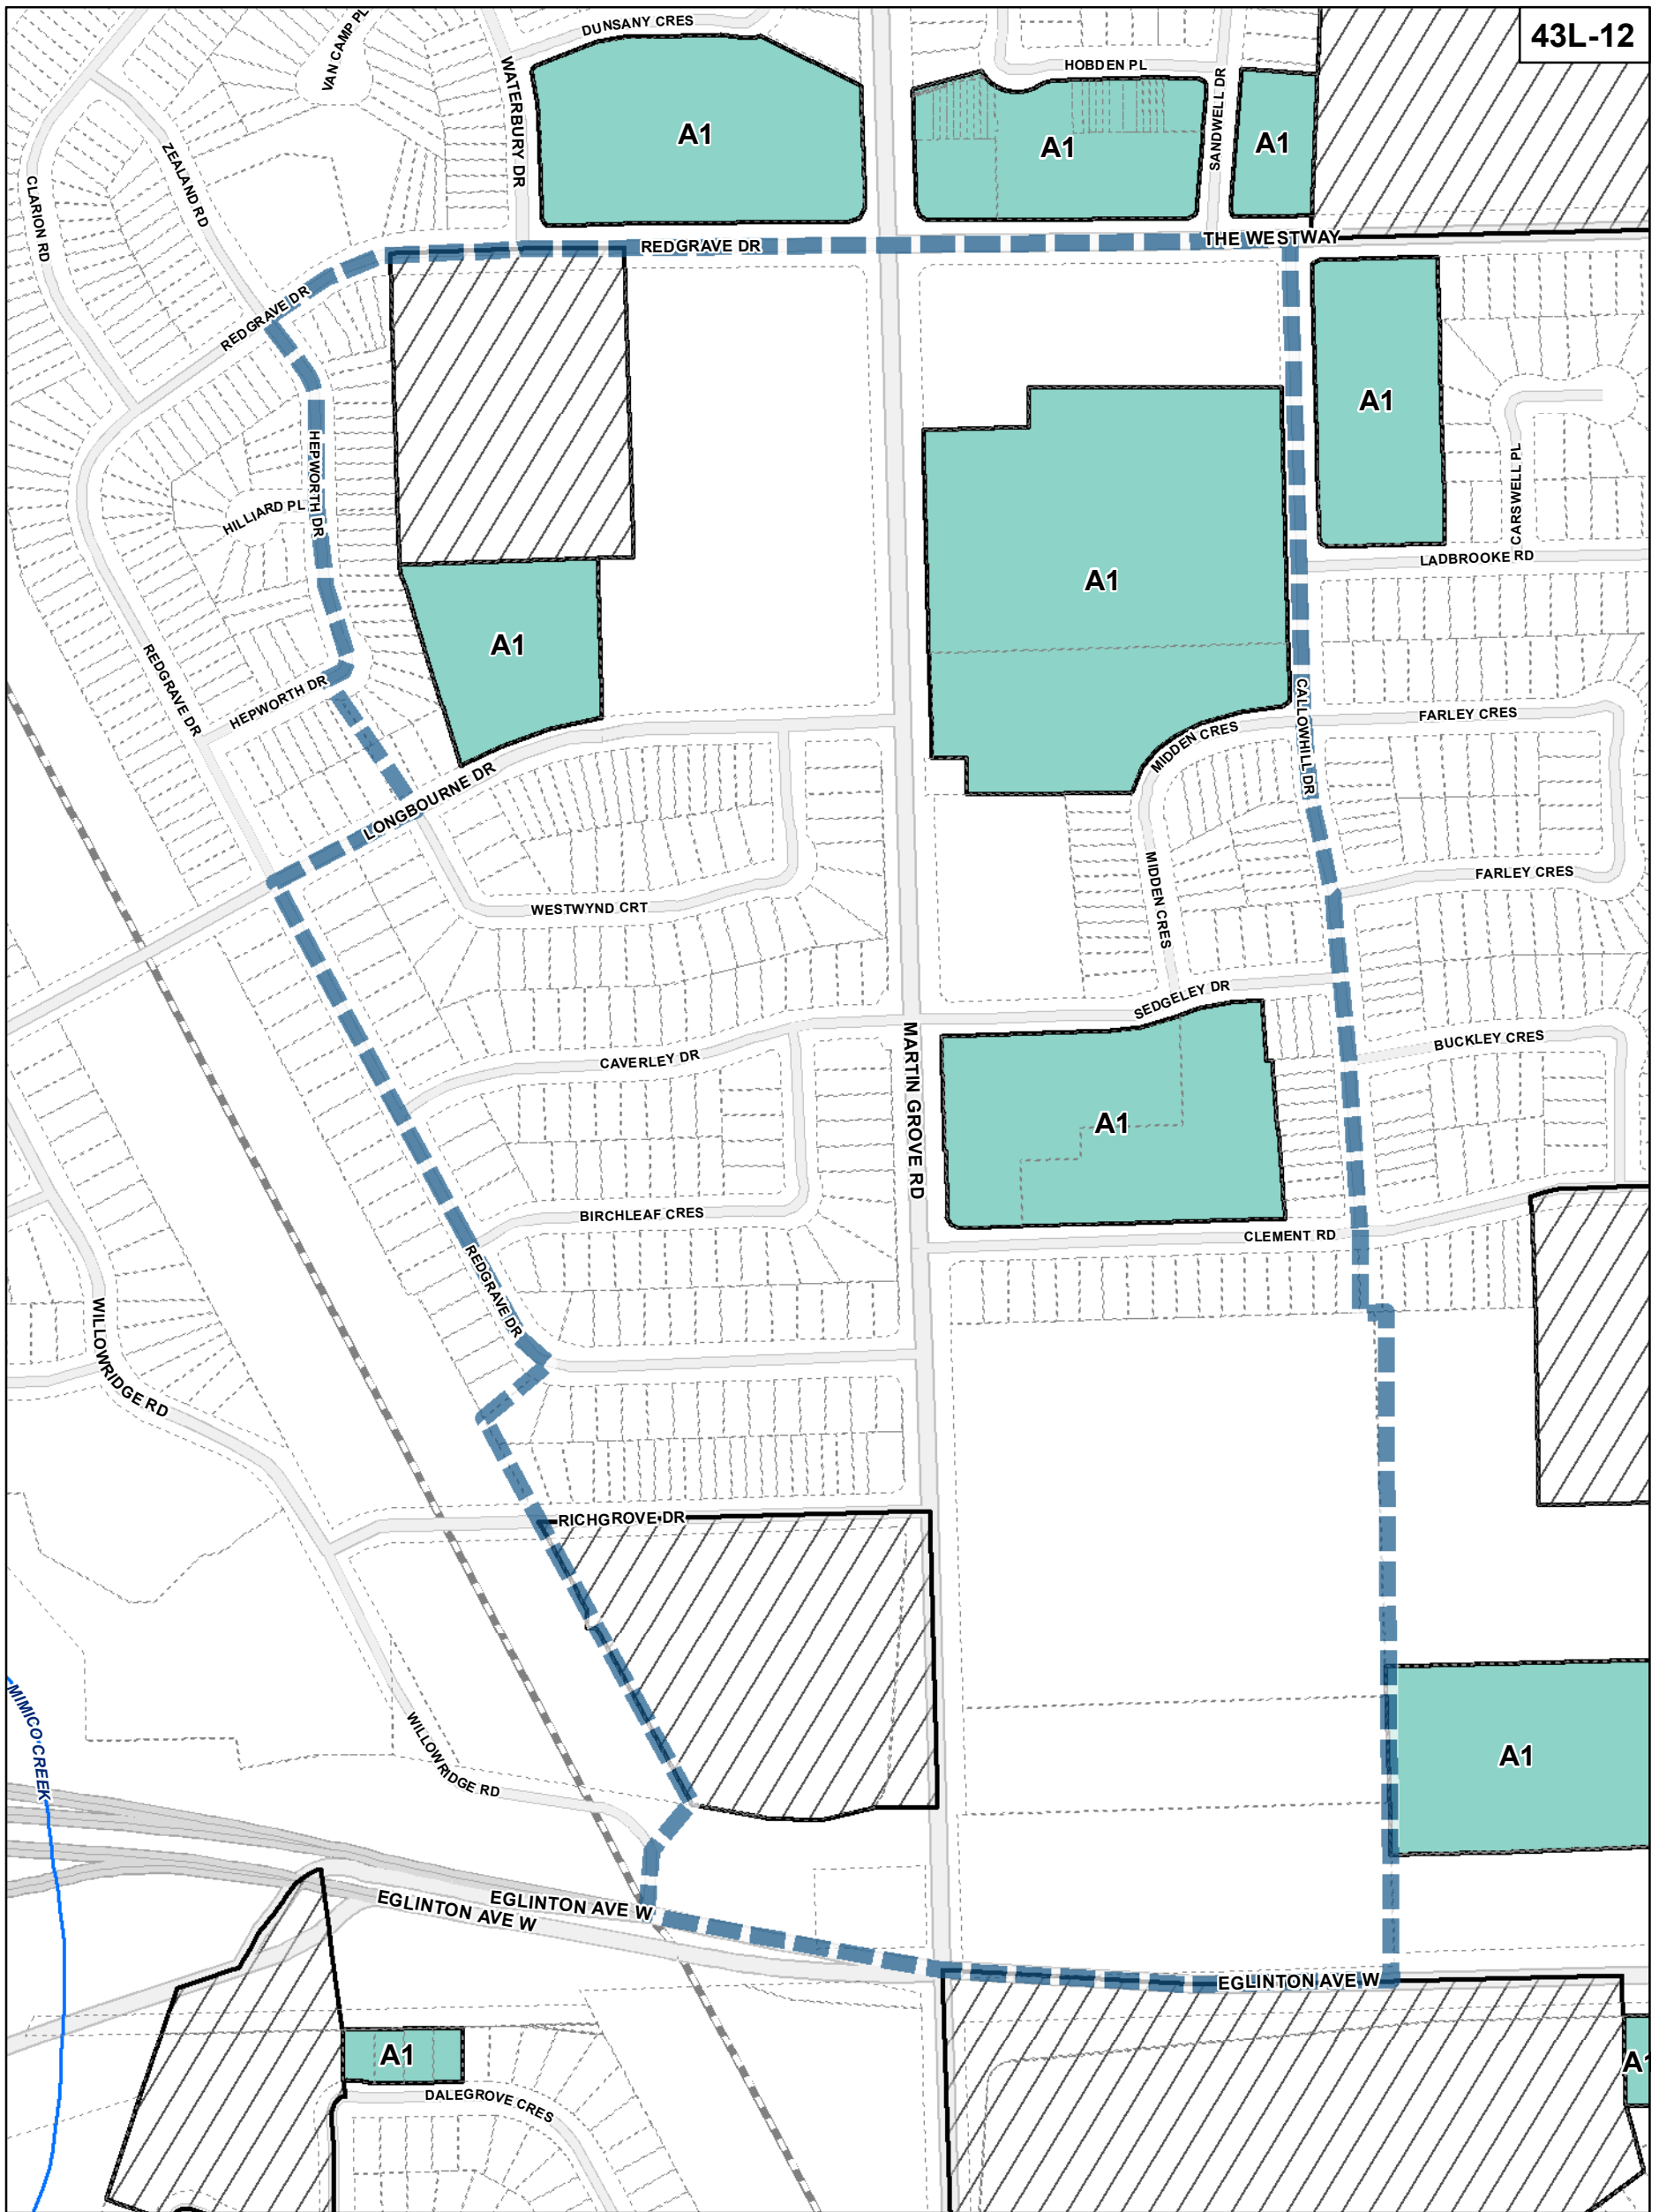 43L-12
DUNSANY CRES
VAN CAMP PL
HOBDEN PL
WATERBURY DR
SANDWELL DR
A1
A1
A1
ZEALAND RD
CLARION RD
REDGRAVE DR
THE WESTWAY
REDGRAVE DR
A1
HEPWORTH DR
HILLIARD PL
CARSWELL PL
LADBROOKE RD
A1
A1
REDGRAVE DR
HEPWORTH DR
CALLOWHILL DR
FARLEY CRES
MIDDEN CRES
LONGBOURNE DR
FARLEY CRES
MIDDEN CRES
WESTWYND CRT
SEDGELEY DR
BUCKLEY CRES
CAVERLEY DR
MARTIN GROVE RD
A1
BIRCHLEAF CRES
CLEMENT RD
REDGRAVE DR
WILLOWRIDGE RD
RICHGROVE DR
MIMICO CREEK
WILLOWRIDGE RD
A1
EGLINTON AVE W
EGLINTON AVE W
EGLINTON AVE W
A1
A1
DALEGROVE CRES